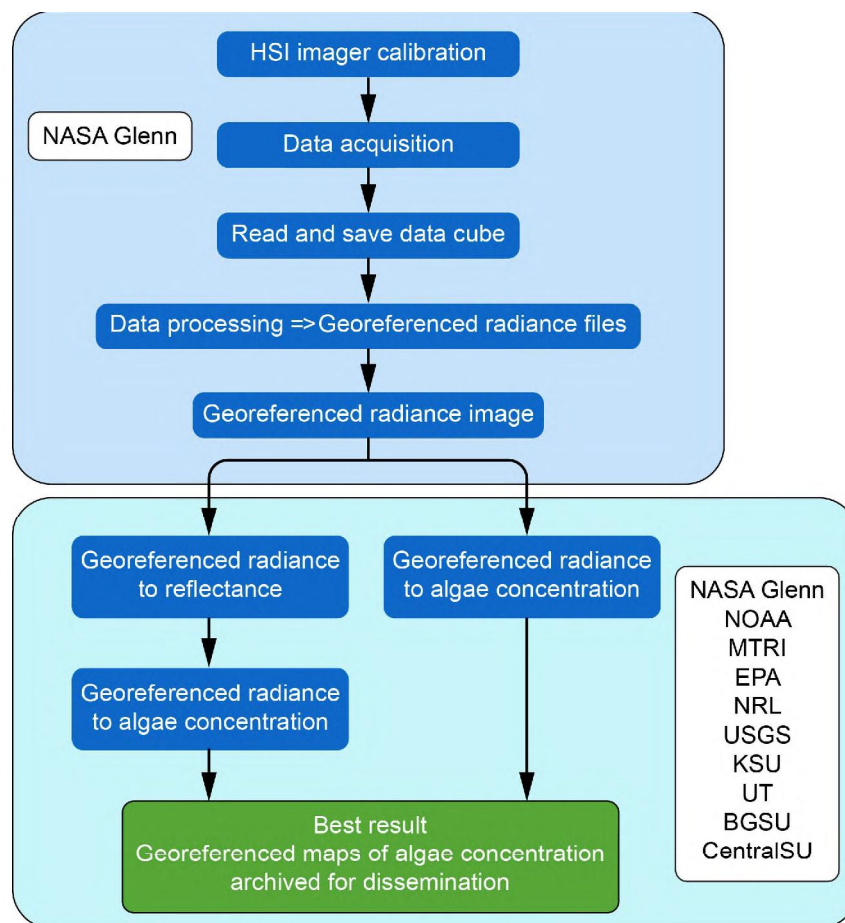 HSI imager calibration
NASA Glenn
Data acquisition
Read and save data cube
Data processing => Georeferenced radiance files
Georeferenced radiance image
Georeferenced radiance
to reflectance
Georeferenced radiance
to algae concentration
Georeferenced radiance
to algae concentration
NASA Glenn
NOAA
MTRI
EPA
NRL
USGS
KSU
UT
BGSU
CentralSU
Best result
Georeferenced maps of algae concentration
archived for dissemination